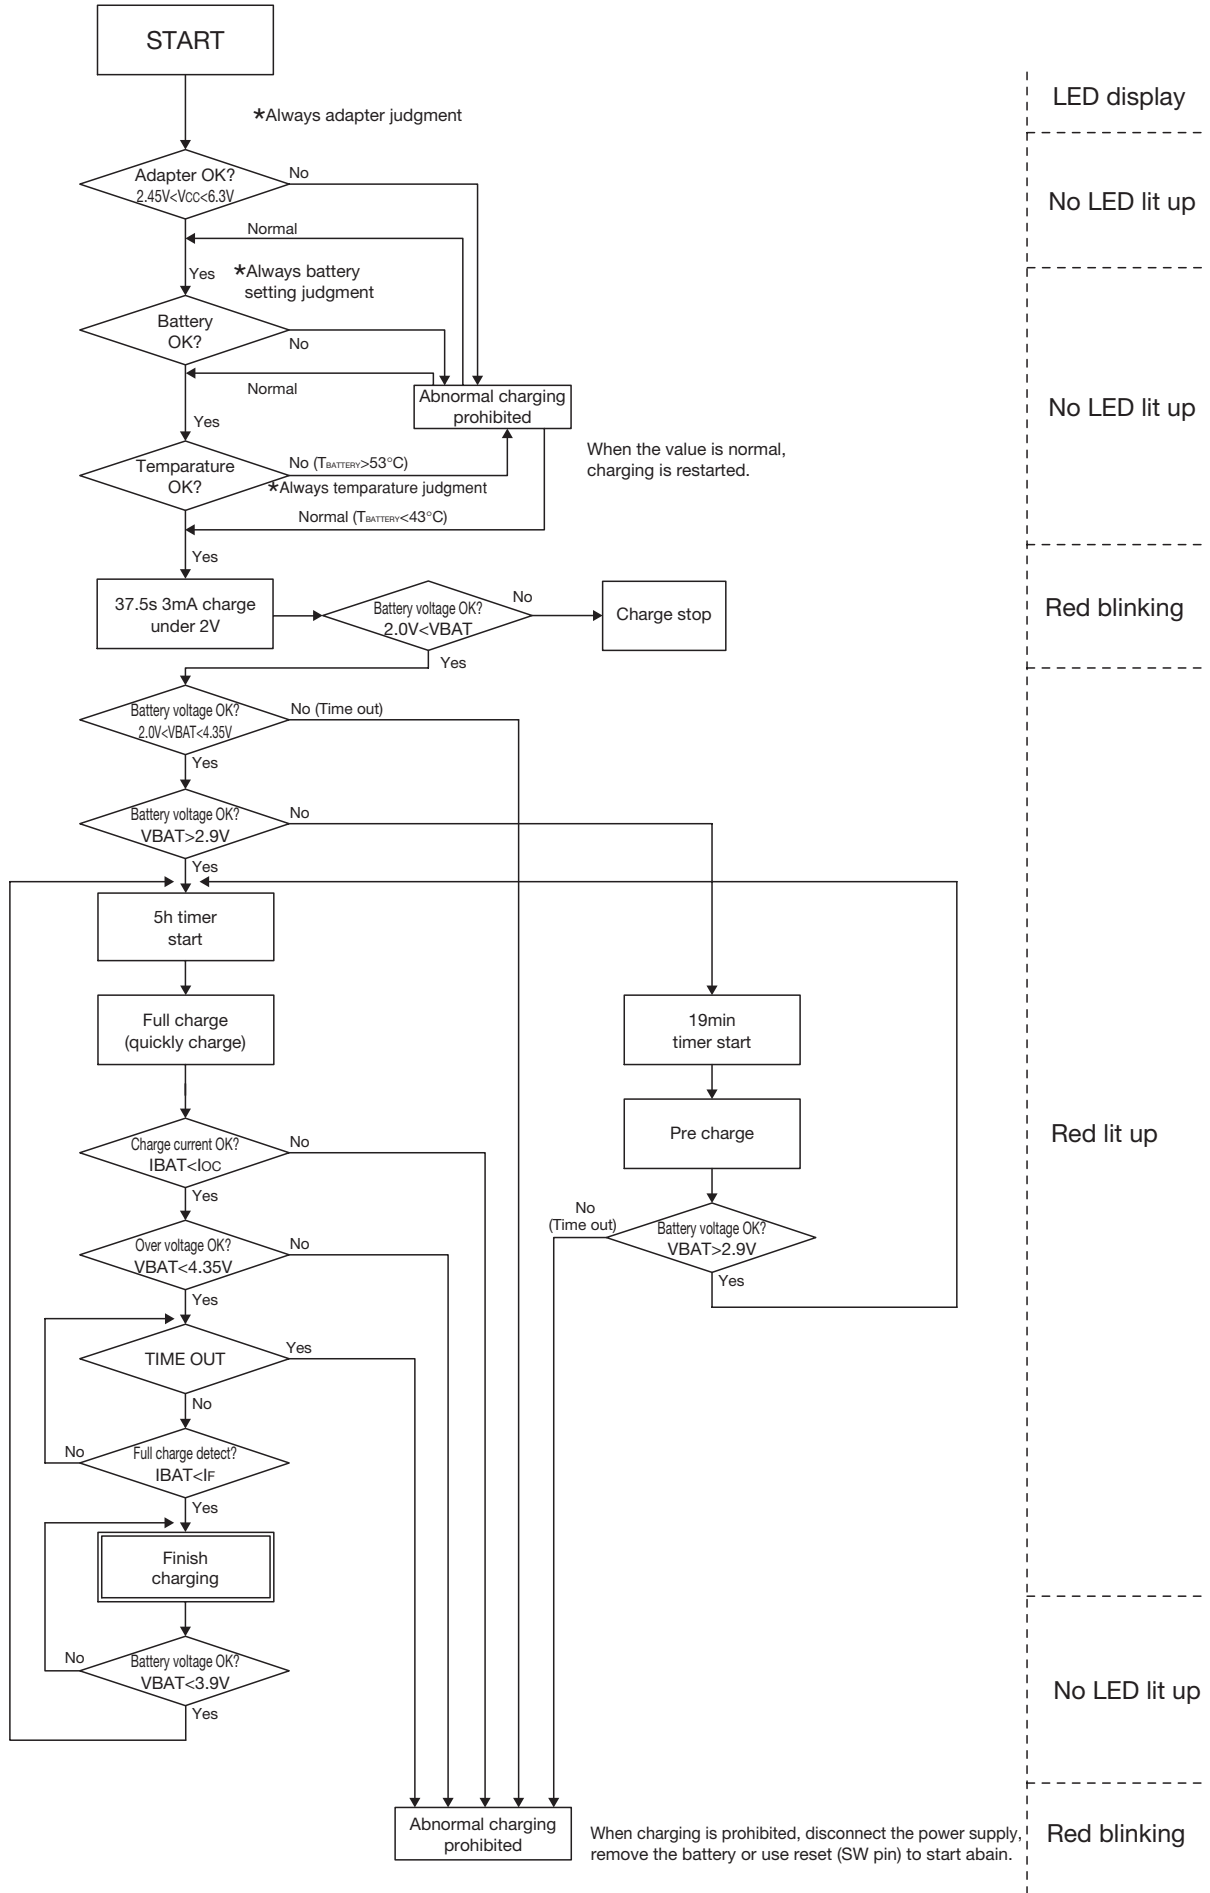 START
LED display
*Always adapter judgment
Adapter OK?
2.45V<VCC<6.3V
No
No LED lit up
Normal
Yes
*Always battery
setting judgment
Battery
OK?
No
Normal
Abnormal charging
prohibited
No LED lit up
Yes
When the value is normal,
charging is restarted.
Temparature
OK?
No (TBATTERY>53°C)
*Always temparature judgment
Normal (TBATTERY<43°C)
Yes
37.5s 3mA charge
under 2V
Battery voltage OK?
2.0V<VBAT
No
Charge stop
Red blinking
Yes
Battery voltage OK?
2.0V<VBAT<4.35V
No (Time out)
Yes
Battery voltage OK?
VBAT>2.9V
No
Yes
5h timer
start
Full charge
(quickly charge)
19min
timer start
Charge current OK?
IBAT<IOC
No
Pre charge
Red lit up
Yes
No
(Time out)
Battery voltage OK?
VBAT>2.9V
Over voltage OK?
VBAT<4.35V
No
Yes
Yes
TIME OUT
Yes
No
Full charge detect?
IBAT<IF
No
Yes
Finish
charging
No
Battery voltage OK?
VBAT<3.9V
No LED lit up
Yes
Abnormal charging
prohibited
When charging is prohibited, disconnect the power supply,
remove the battery or use reset (SW pin) to start abain.
Red blinking